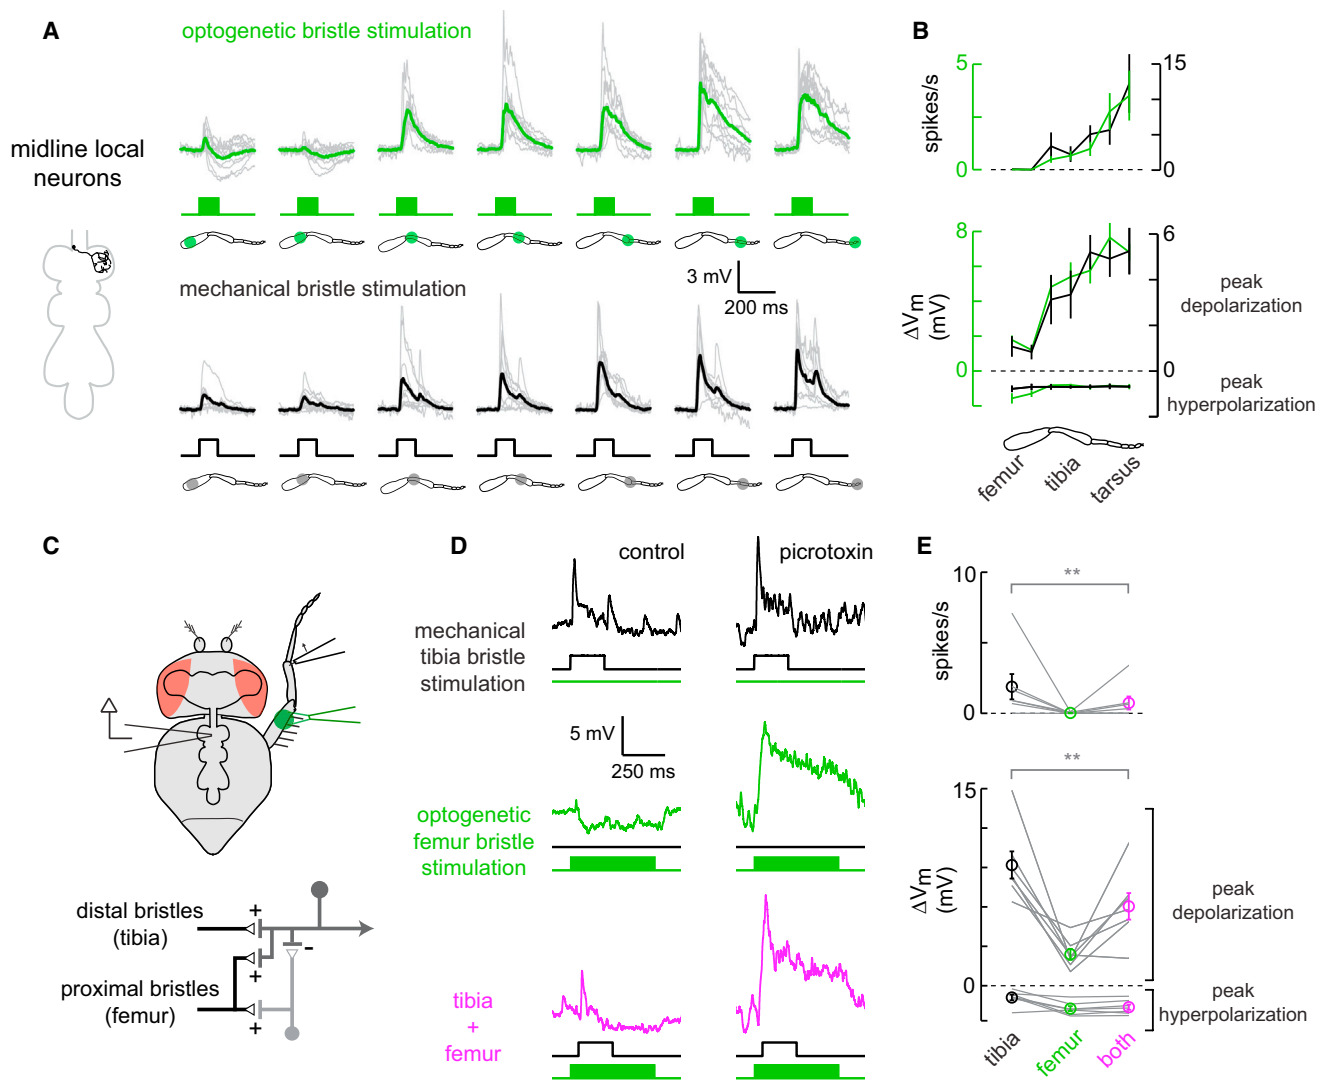 A
optogenetic bristle stimulation
midline local
neurons
3 mV
200 ms
mechanical bristle stimulation
B
spikes/s
5
0
15
0
ΔVm
(mV)
8
0
6
0
peak
depolarization
peak
hyperpolarization
femur
tibia
tarsus
C
distal bristles
(tibia)
proximal bristles
(femur)
+
+
+
-
D
control
picrotoxin
mechanical
tibia bristle
stimulation
5 mV
250 ms
optogenetic
femur bristle
stimulation
tibia
+
femur
E
spikes/s
10
0
**
ΔVm
(mV)
15
0
**
peak
depolarization
peak
hyperpolarization
tibia
femur
both